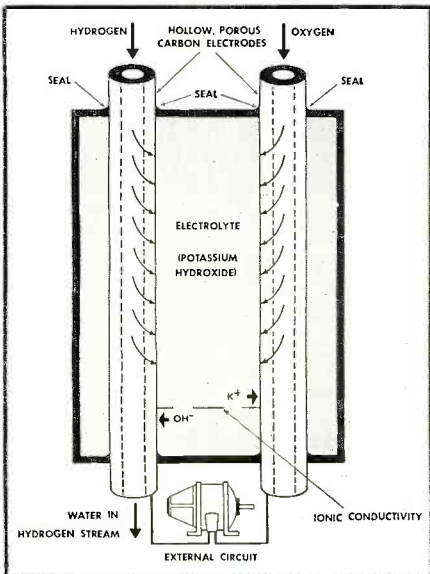 HYDROGEN
HOLLOW, POROUS
CARBON ELECTRODES
OXYGEN
SEAL
SEAL
SEAL
ELECTROLYTE
(POTASSIUM
HYDROXIDE)
K+
OH-
WATER IN
HYDROGEN STREAM
IONIC CONDUCTIVITY
EXTERNAL CIRCUIT